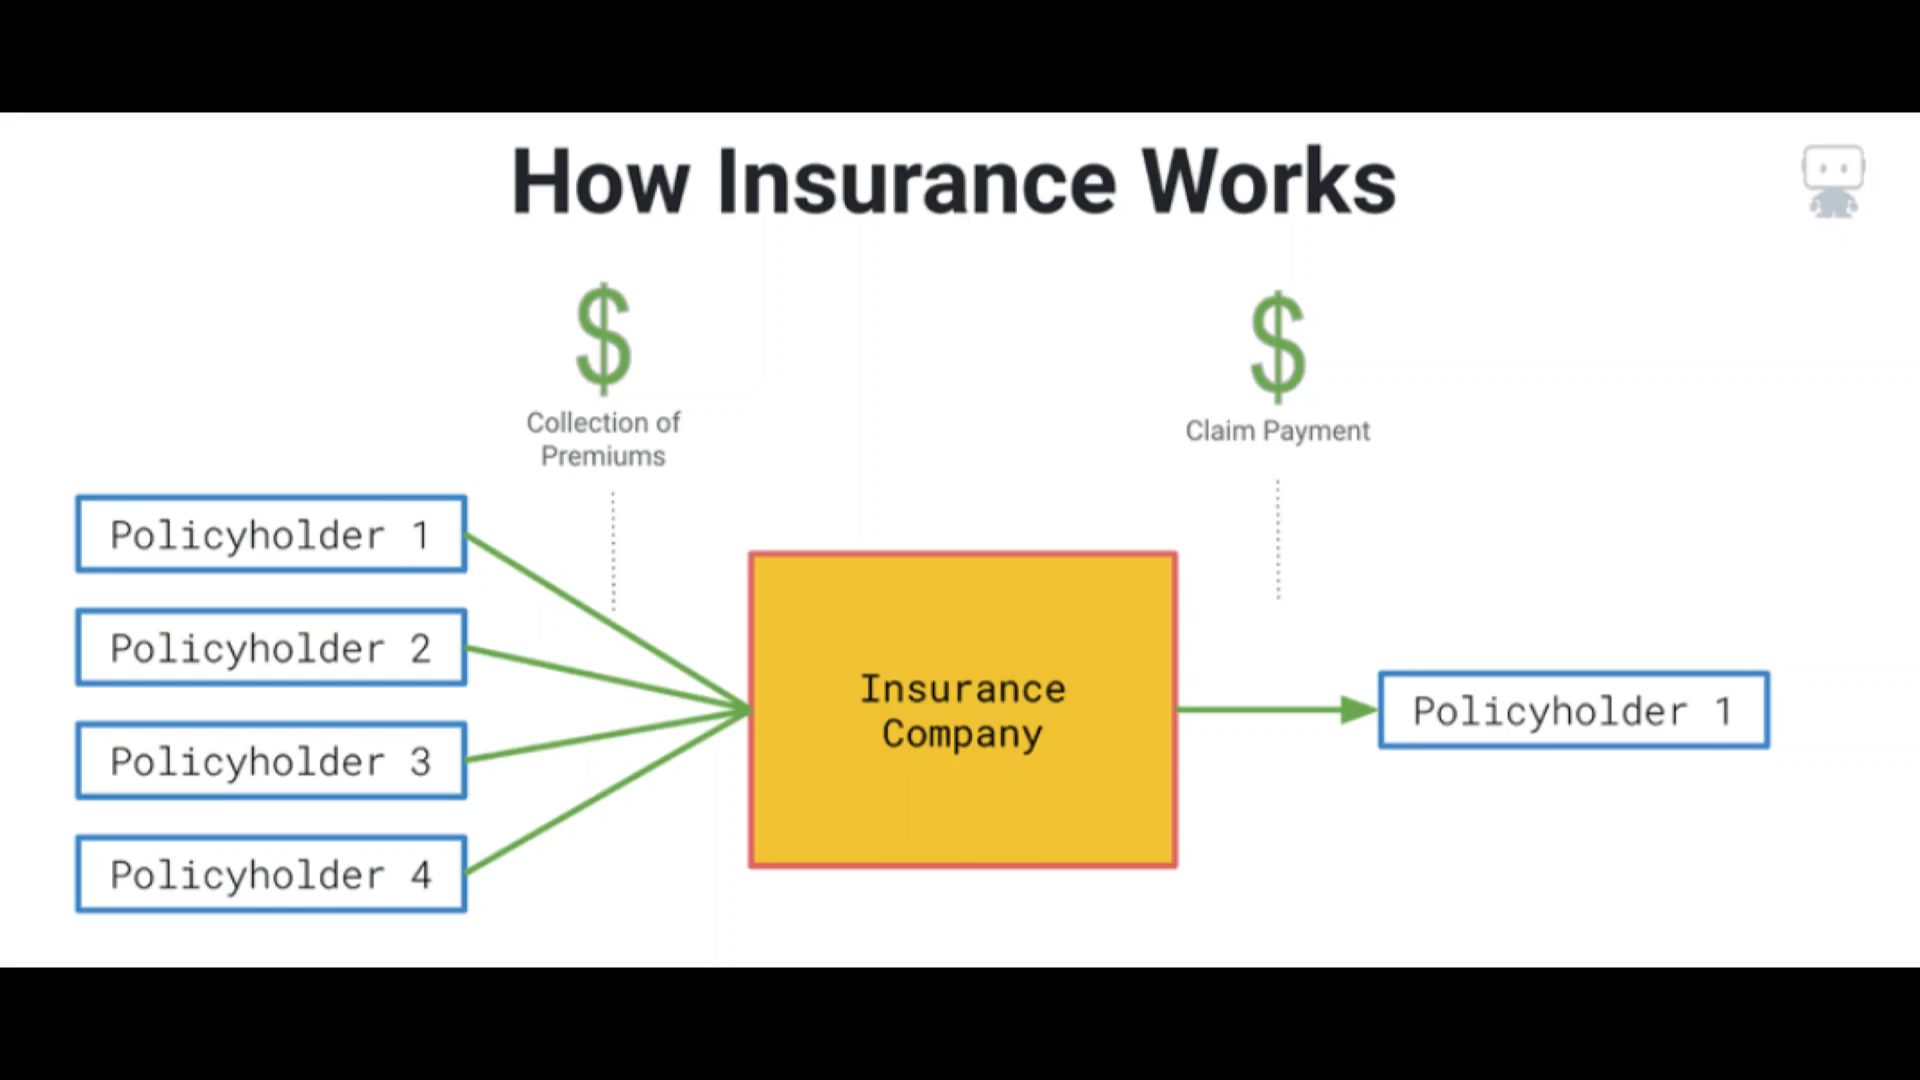 How Insurance Works
$
$
Collection of
Premiums
Claim Payment
Policyholder 1
Policyholder 2
Policyholder 3
Policyholder 4
Insurance
Company
Policyholder 1